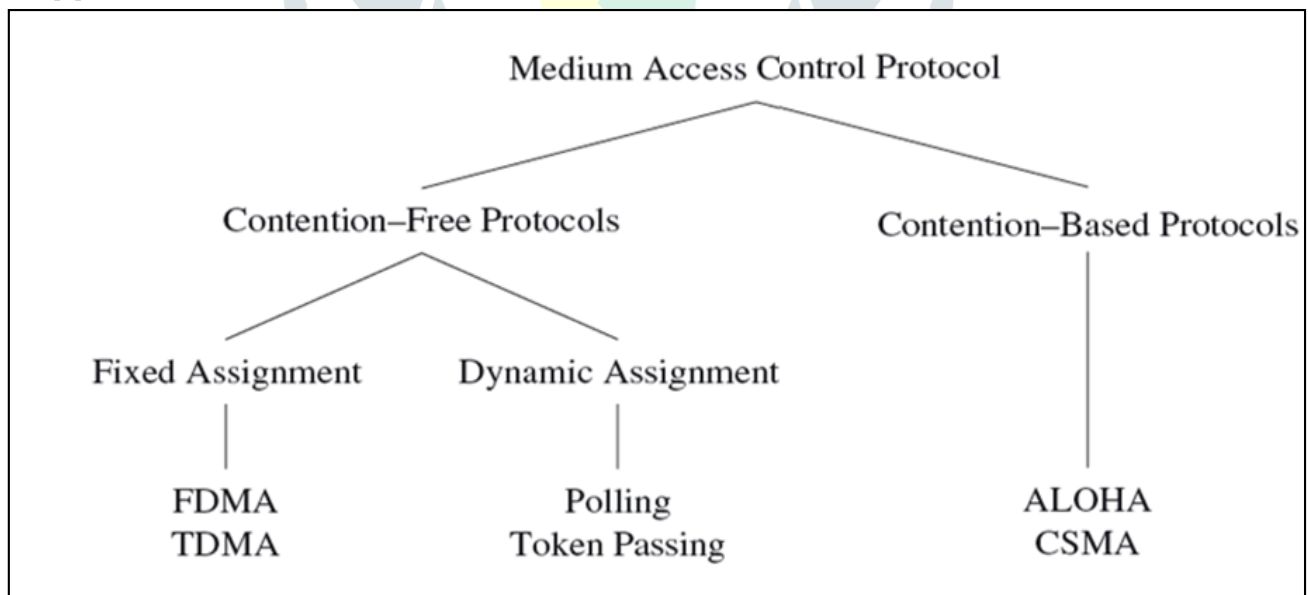 Medium Access Control Protocol
Contention–Free Protocols
Contention–Based Protocols
Fixed Assignment
Dynamic Assignment
FDMA
TDMA
Polling
Token Passing
ALOHA
CSMA